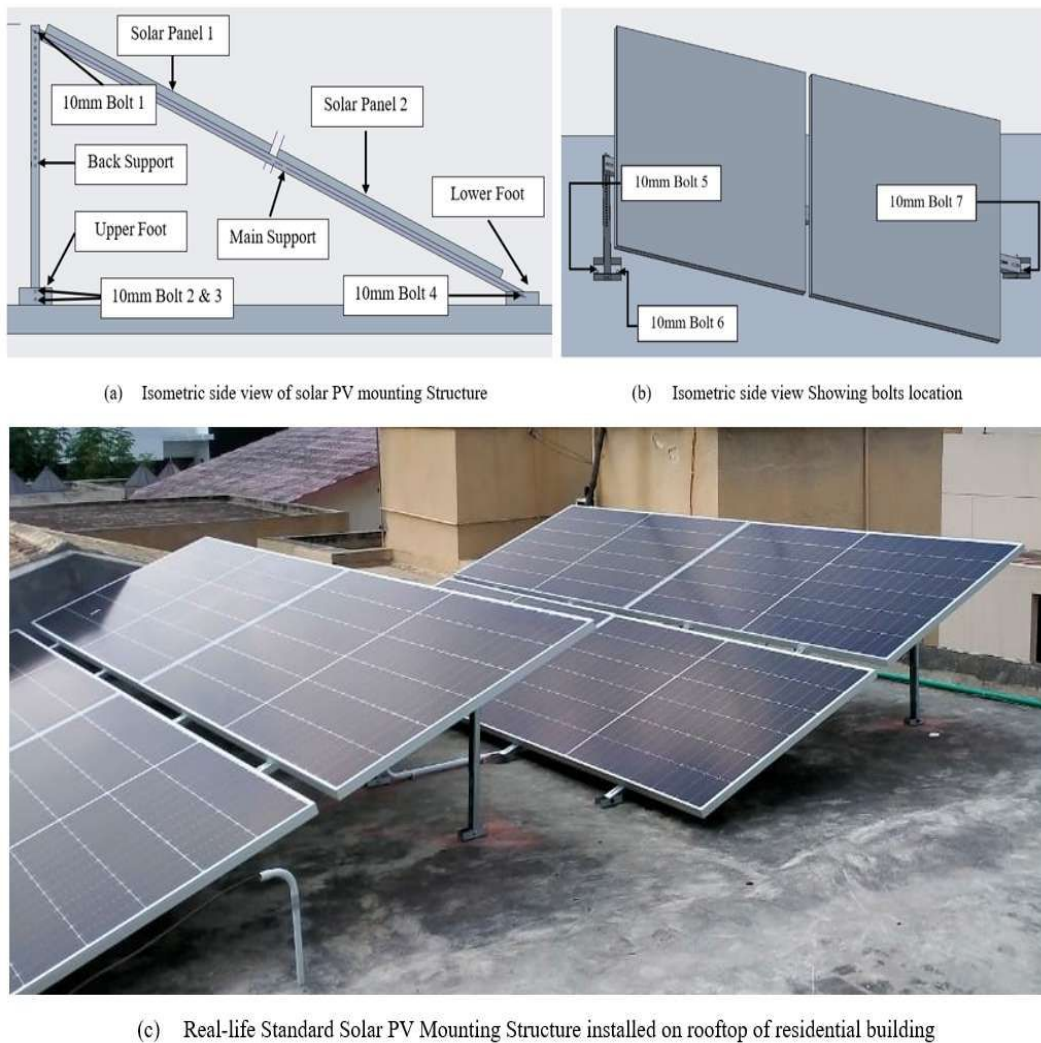 Solar Panel 1
10mm Bolt 1
Solar Panel 2
Back Support
Lower Foot
Upper Foot
Main Support
10mm Bolt 2 & 3
10mm Bolt 4
10mm Bolt 5
10mm Bolt 7
10mm Bolt 6
(a) Isometric side view of solar PV mounting Structure
(b) Isometric side view Showing bolts location
(c) Real-life Standard Solar PV Mounting Structure installed on rooftop of residential building